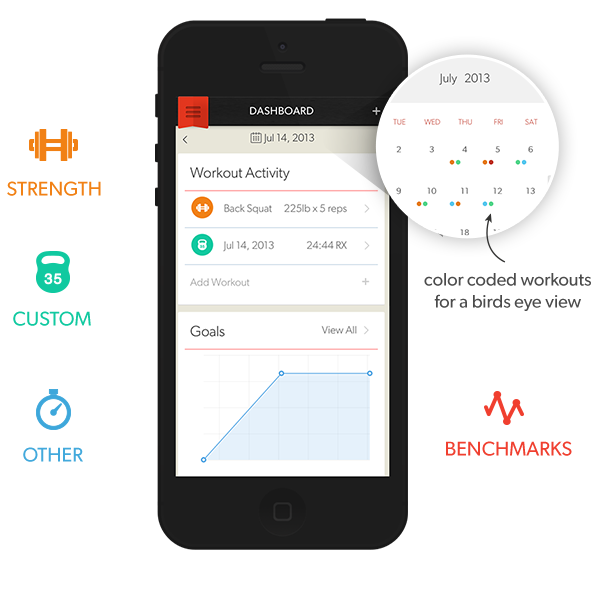 July 2013
DASHBOARD +
TUE WED THU FRI SAT
Jul 14, 2013
2 3 4 5 6
Workout Activity
STRENGTH
9 10 11 12 13
Back Squat 225lb x 5 reps
18
Jul 14, 2013 24:44 RX
35
color coded workouts
Add Workout +
for a birds eye view
CUSTOM
Goals View All
OTHER
BENCHMARKS